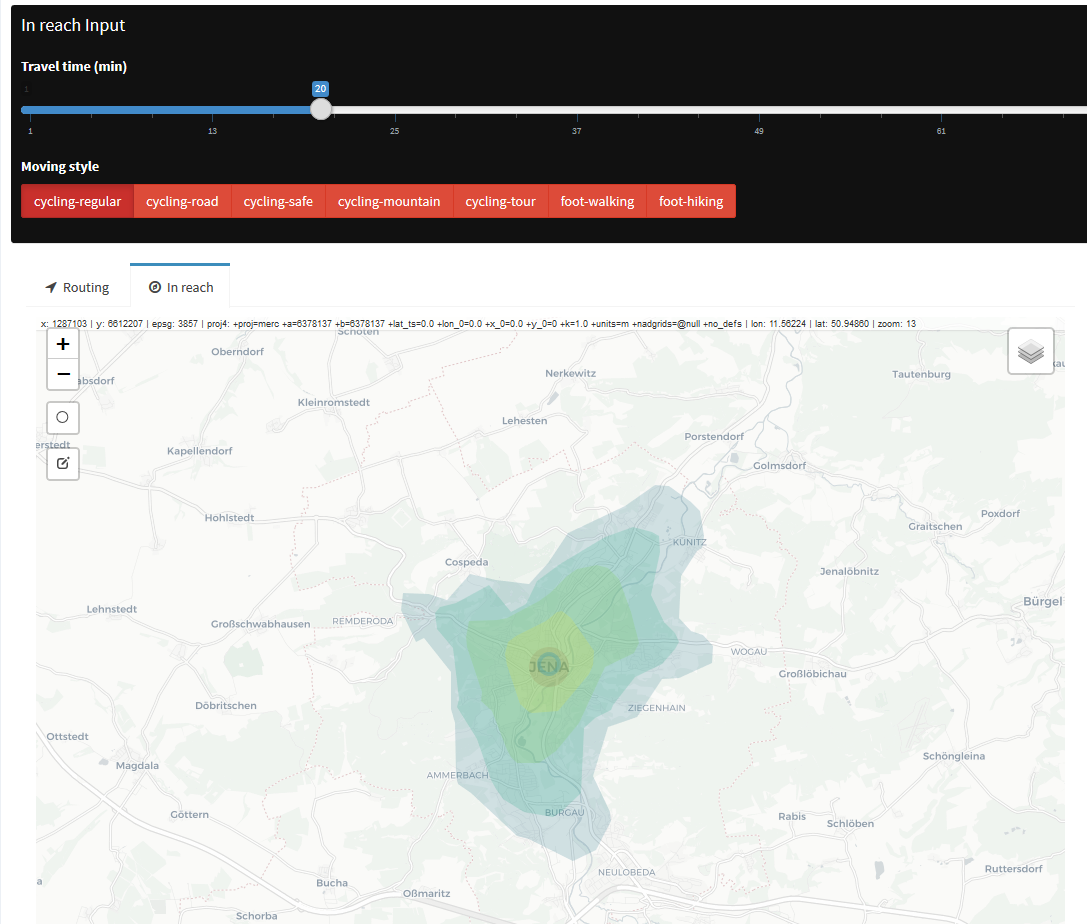 In reach Input
Travel time (min)
1
20
1 13 25 37 49 61
Moving style
cycling-regular cycling-road cycling-safe cycling-mountain cycling-tour foot-walking foot-hiking
Routing In reach
x: 1287103 | y: 6612207 | epsg: 3857 | proj4: +proj=merc +a=6378137 +b=6378137 +lat_ts=0.0 +lon_0=0.0 +x_0=0.0 +y_0=0 +k=1.0 +units=m +nadgrids=@null +no_defs | lon: 11.56224 | lat: 50.94860 | zoom: 13
Schöten
+
Oberndorf
−
absdorf
Nerkewitz
Tautenburg
Kleinromstedt
Lehesten
Porstendorf
erstedt
Kapellendorf
Golmsdorf
Hohlstedt
Poxdorf
Graitschen
KUNITZ
Cospeda
Jenalöbnitz
Lehnstedt
Bürgel
Großschwabhausen
REMDERODA
WOGAU
JENA
Großlöbichau
Döbritschen
ZIEGENHAIN
Ottstedt
Magdala
Schöngleina
AMMERBACH
Göttern
BURGAU
Rabis
Schlöben
NEULOBEDA
Ruttersdorf
a
Bucha
Oßmaritz
Schorba